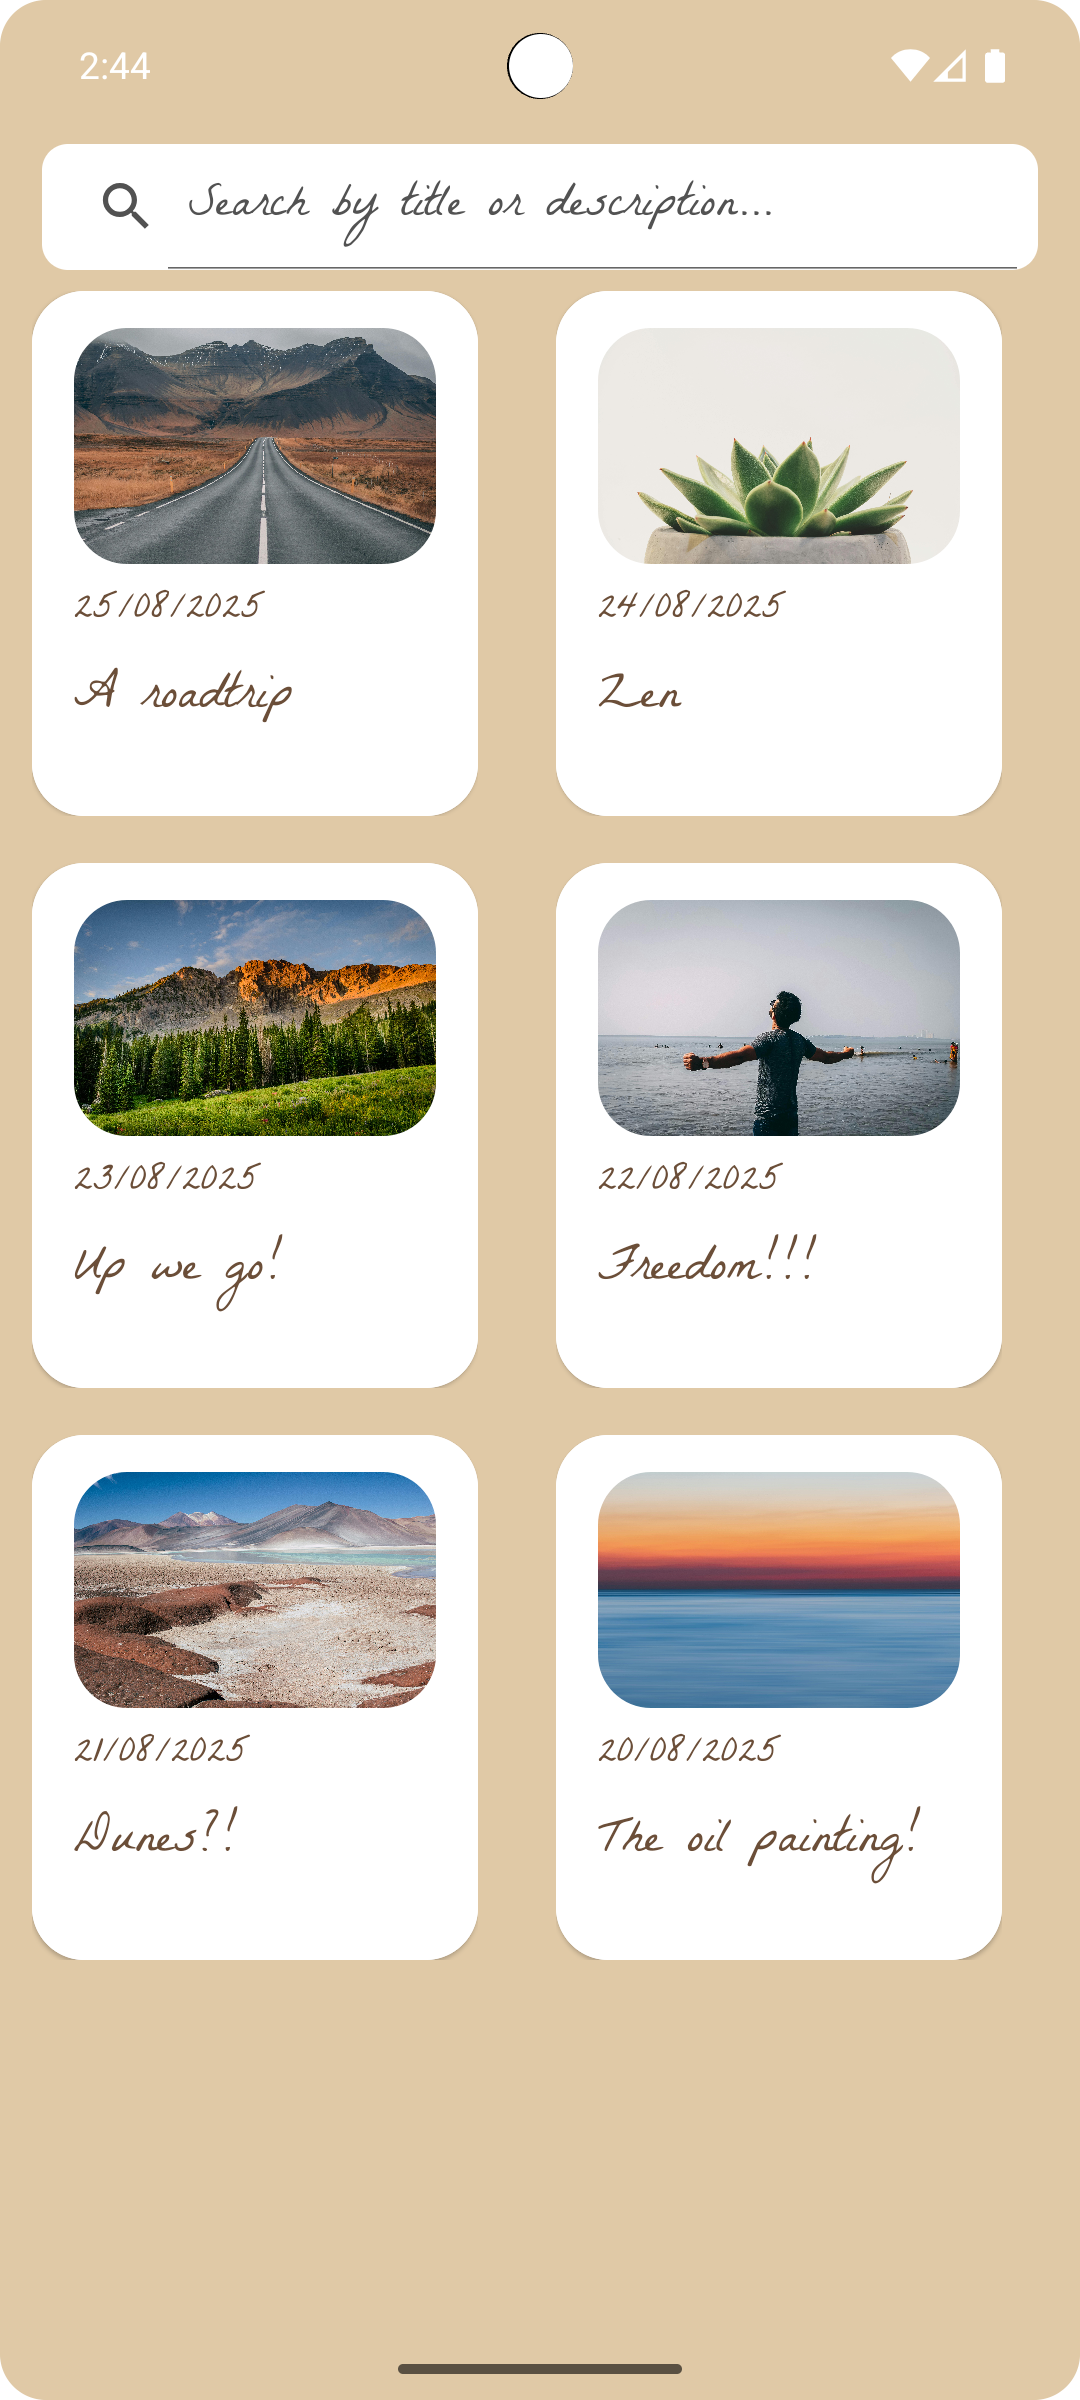 2:44
Search by title or description...
25/08/2025
A roadtrip
24/08/2025
Zen
23/08/2025
Up we go!
22/08/2025
Freedom!!!
21/08/2025
Dunes?!
20/08/2025
The oil painting!